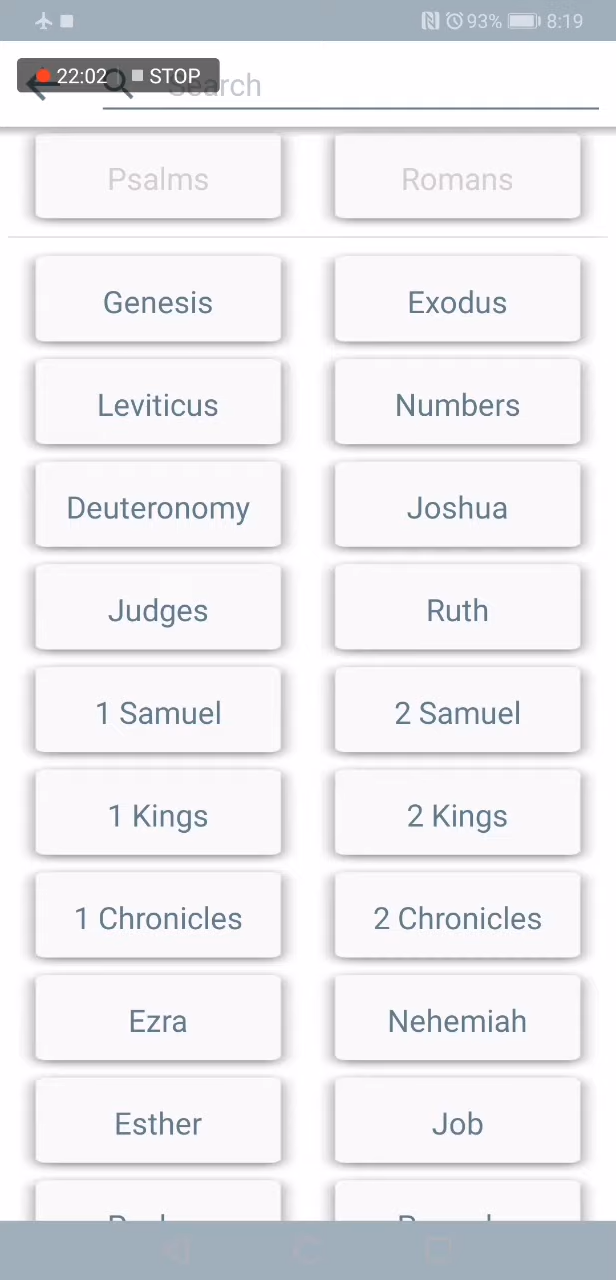 93% 8:19
22:02 STOP Search
Psalms Romans
Genesis Exodus
Leviticus Numbers
Deuteronomy Joshua
Judges Ruth
1 Samuel 2 Samuel
1 Kings 2 Kings
1 Chronicles 2 Chronicles
Ezra Nehemiah
Esther Job